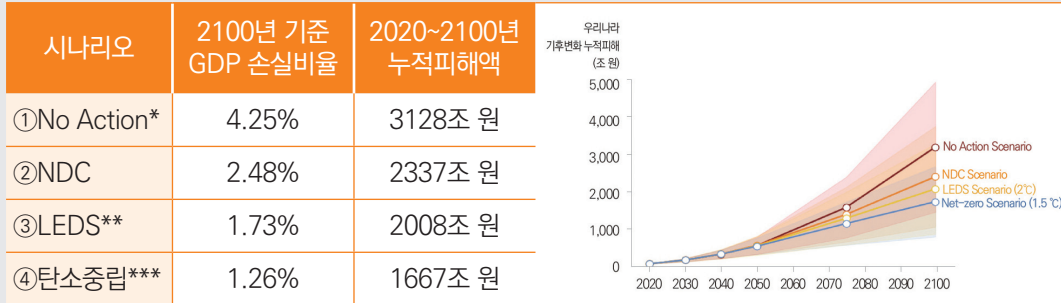 시나리오
2100년 기준
GDP 손실비율
2020~2100년
누적피해액
①No Action*
4.25%
3128조 원
②NDC
2.48%
2337조 원
③LEDS**
1.73%
2008조 원
④탄소중립***
1.26%
1667조 원
우리나라
기후변화 누적피해
(조 원)
5,000
4,000
3,000
2,000
1,000
0
2020 2030 2040 2050 2060 2070 2080 2090 2100
No Action Scenario
NDC Scenario
LEDS Scenario (2℃)
Net-zero Scenario (1.5 ℃)